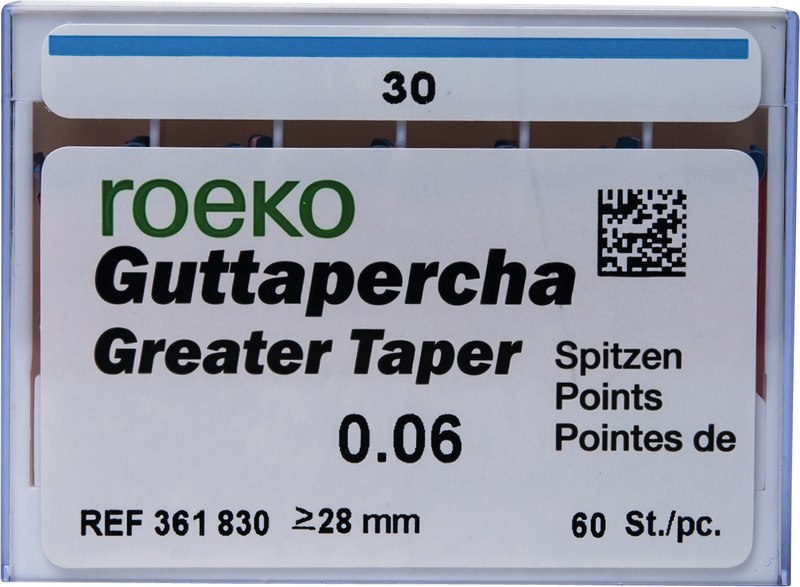 30
roeko
Guttapercha
Greater Taper
Spitzen
Points
Pointes de
0.06
REF 361 830 ≥28 mm
60 St./pc.